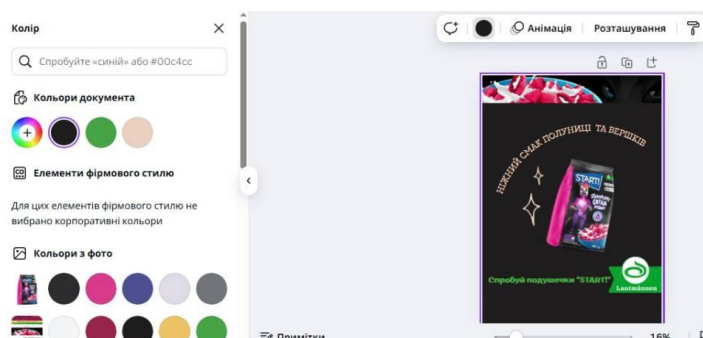 Колір
Спробуйте «синій» або #00c4cc
Кольори документа
Елементи фірмового стилю
Для цих елементів фірмового стилю не
вибрано корпоративні кольори
Кольори з фото
Анімація
Розташування
НІЖНИЙ СМАК ПОЛУНИЦІ ТА ВЕРШКІВ
START!
Спробуй подушечки "START!"
Lantmännen
Примітки
16%